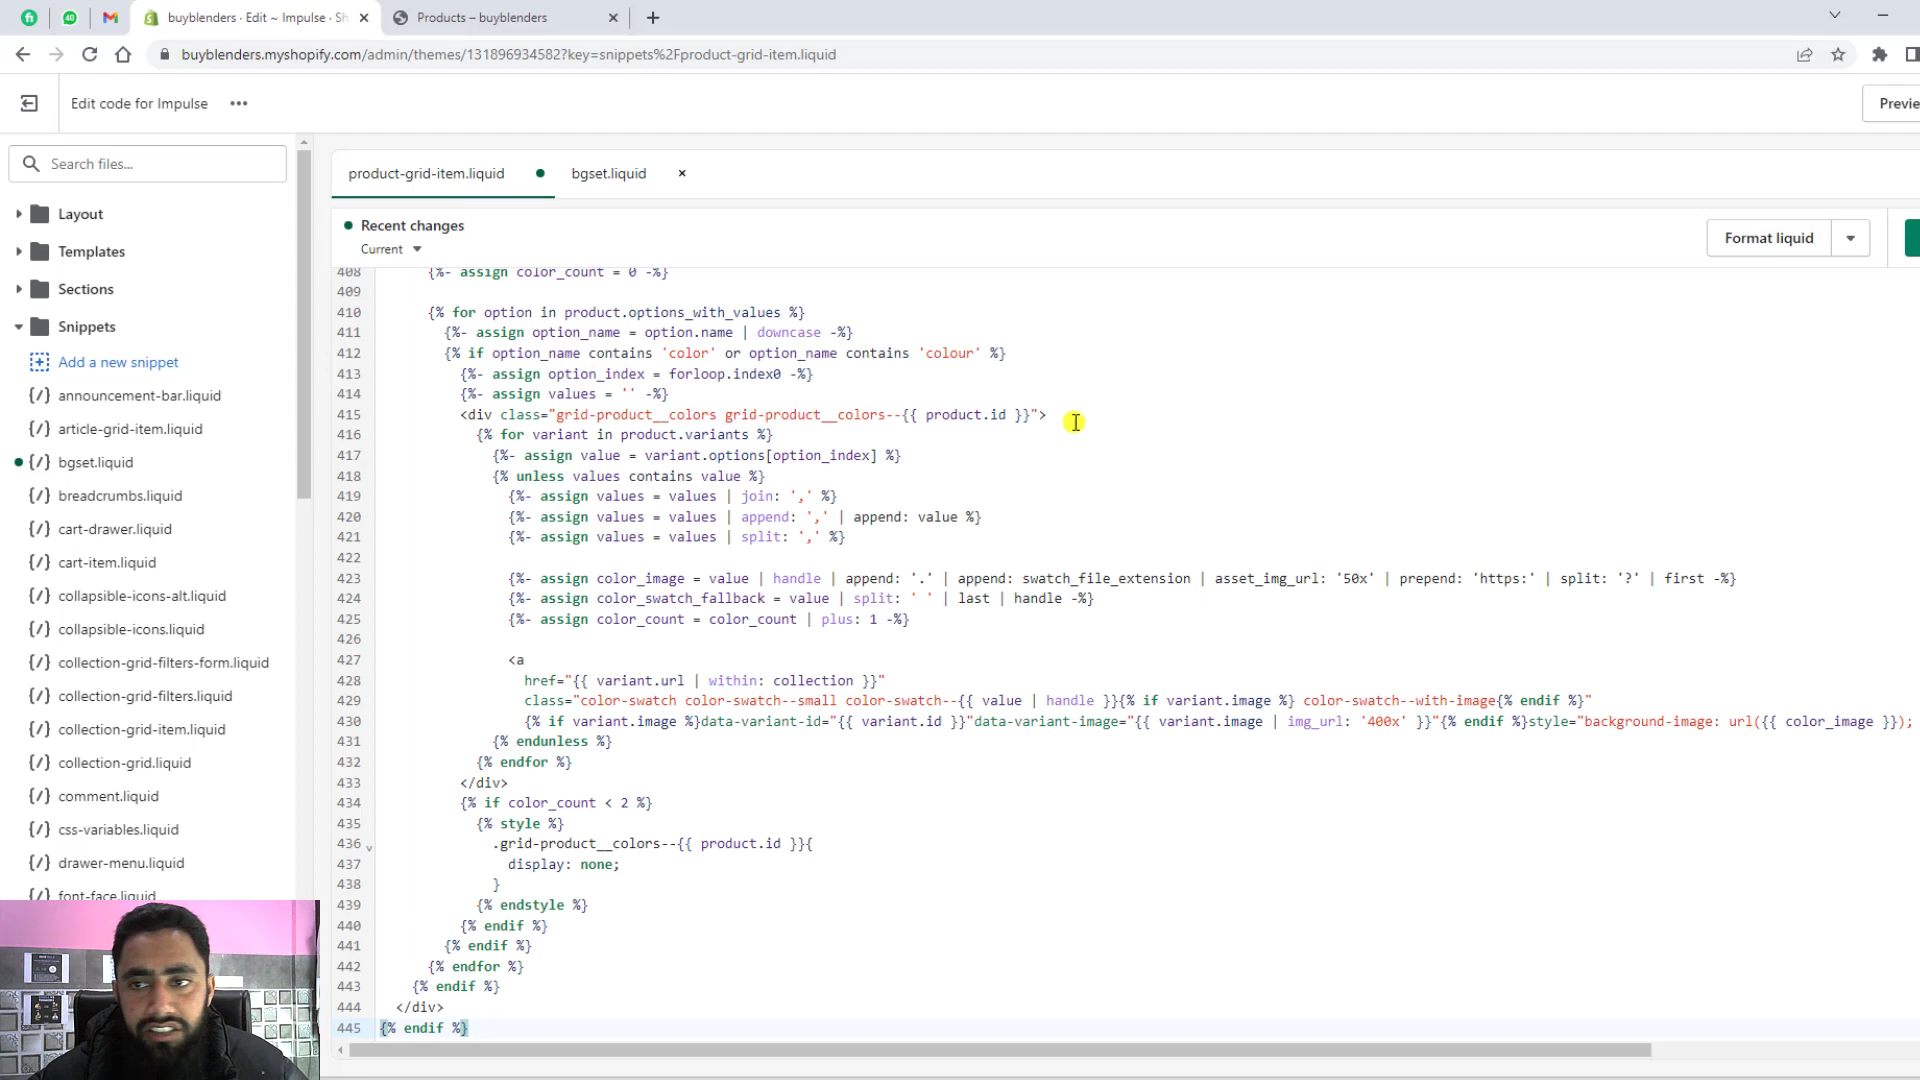 40
buyblenders · Edit ~ Impulse · Sh
Products – buyblenders
buyblenders.myshopify.com/admin/themes/131896934582?key=snippets%2Fproduct-grid-item.liquid
Edit code for Impulse
Previe
Search files...
product-grid-item.liquid
bgset.liquid
Recent changes
Current
Format liquid
Layout
Templates
Sections
Snippets
Add a new snippet
{/} announcement-bar.liquid
{/} article-grid-item.liquid
{/} bgset.liquid
{/} breadcrumbs.liquid
{/} cart-drawer.liquid
{/} cart-item.liquid
{/} collapsible-icons-alt.liquid
{/} collapsible-icons.liquid
{/} collection-grid-filters-form.liquid
{/} collection-grid-filters.liquid
{/} collection-grid-item.liquid
{/} collection-grid.liquid
{/} comment.liquid
{/} css-variables.liquid
{/} drawer-menu.liquid
{/} font-face.liquid
408 {%- assign color_count = 0 -%}
409
410 {% for option in product.options_with_values %}
411 {%- assign option_name = option.name | downcase -%}
412 {% if option_name contains 'color' or option_name contains 'colour' %}
413 {%- assign option_index = forloop.index0 -%}
414 {%- assign values = '' -%}
415 <div class="grid-product__colors grid-product__colors--{{ product.id }}">
416 {% for variant in product.variants %}
417 {%- assign value = variant.options[option_index] %}
418 {% unless values contains value %}
419 {%- assign values = values | join: ',' %}
420 {%- assign values = values | append: ',' | append: value %}
421 {%- assign values = values | split: ',' %}
422
423 {%- assign color_image = value | handle | append: '.' | append: swatch_file_extension | asset_img_url: '50x' | prepend: 'https:' | split: '?' | first -%}
424 {%- assign color_swatch_fallback = value | split: ' ' | last | handle -%}
425 {%- assign color_count = color_count | plus: 1 -%}
426
427 <a
428 href="{{ variant.url | within: collection }}"
429 class="color-swatch color-swatch--small color-swatch--{{ value | handle }}{% if variant.image %} color-swatch--with-image{% endif %}"
430 {% if variant.image %}data-variant-id="{{ variant.id }}"data-variant-image="{{ variant.image | img_url: '400x' }}"{% endif %}style="background-image: url({{ color_image }});
431 {% endunless %}
432 {% endfor %}
433 </div>
434 {% if color_count < 2 %}
435 {% style %}
436 .grid-product__colors--{{ product.id }}{
437 display: none;
438 }
439 {% endstyle %}
440 {% endif %}
441 {% endif %}
442 {% endfor %}
443 {% endif %}
444 </div>
445 {% endif %}